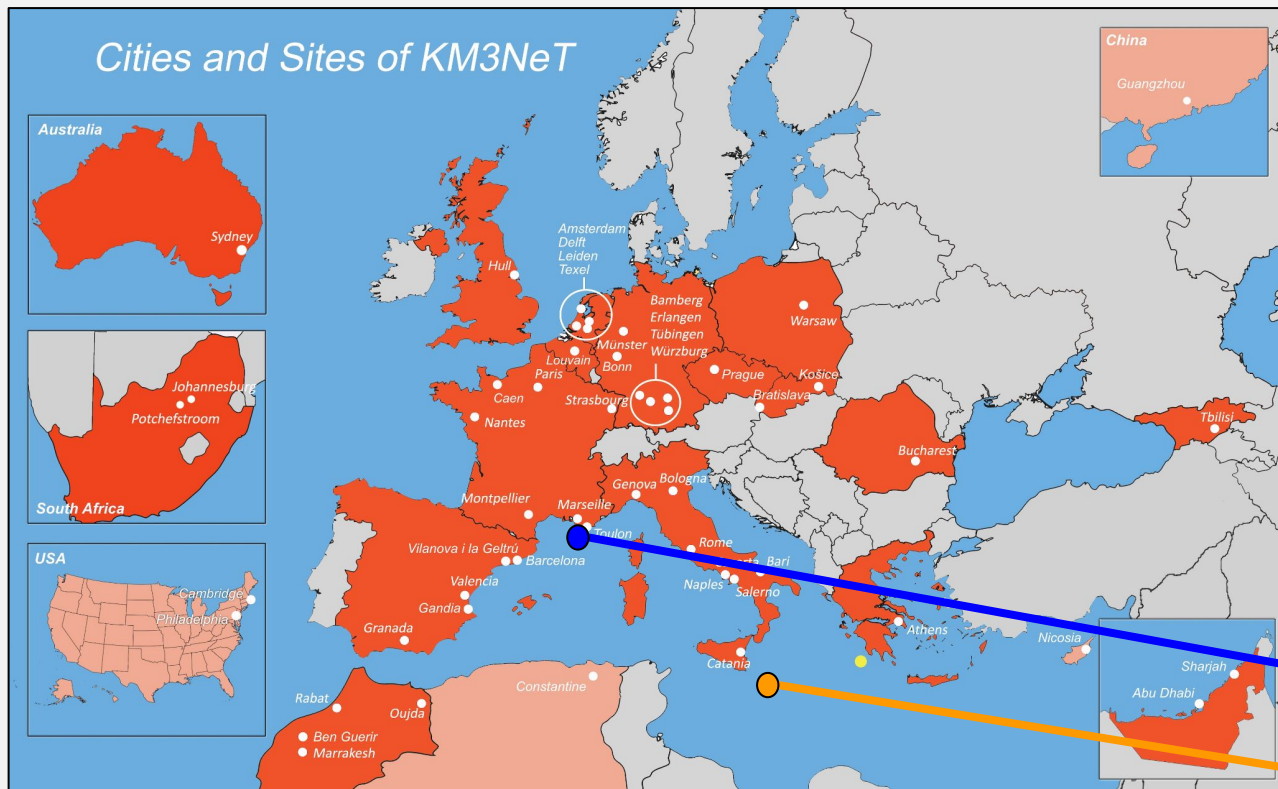 Cities and Sites of KM3NeT
China
Guangzhou
Australia
Sydney
Amsterdam
Delft
Leiden
Texel
Hull
Bamberg
Erlangen
Tübingen
Würzburg
Warsaw
Münster
Louvain
Bonn
Paris
Prague
Košice
Johannesburg
Potchefstroom
South Africa
Caen
Strasbourg
Bratislava
Nantes
Tbilisi
Bucharest
Genova
Bologna
Montpellier
Marseille
Toulon
USA
Cambridge
Philadelphia
Vilanova i la Geltrú
Barcelona
Rome
Bari
Valencia
Naples
Salerno
Gandia
Granada
Athens
Nicosia
Catania
Sharjah
Constantine
Abu Dhabi
Rabat
Oujda
Ben Guerir
Marrakesh